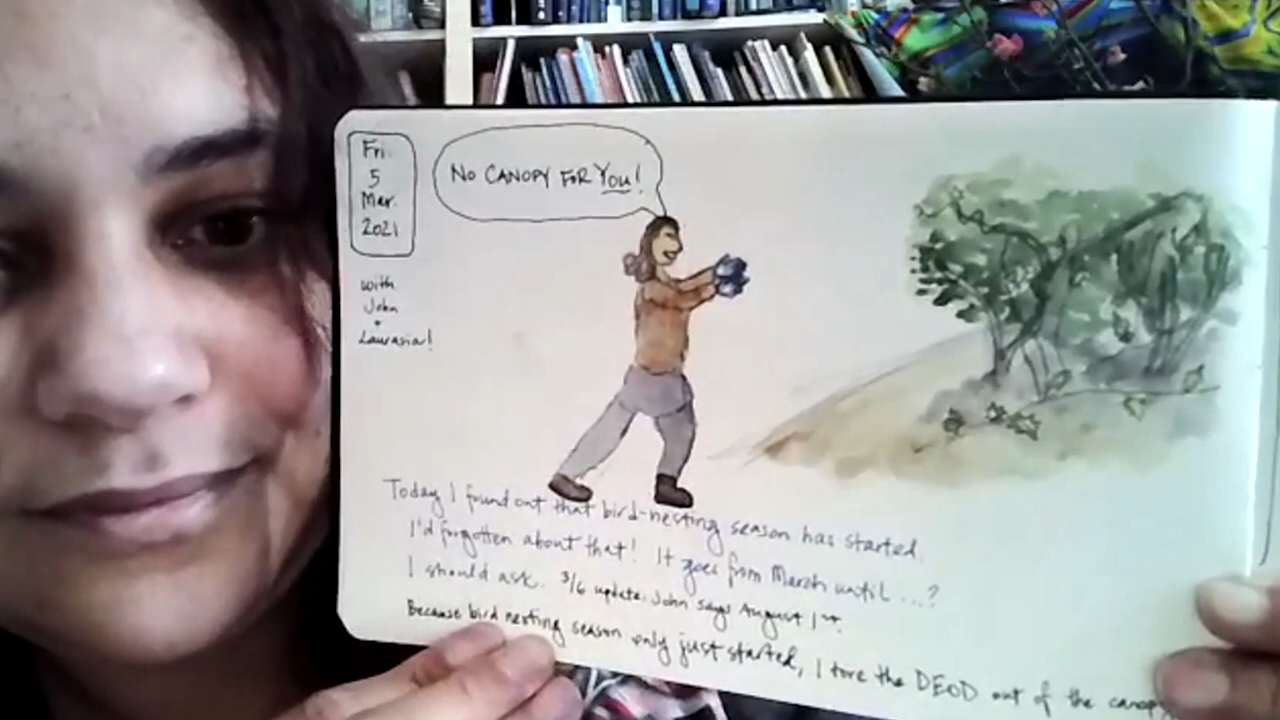 Fri.
5
Mar.
2021
with
John
+
Laurasia!
NO CANOPY FOR YOU!
Today I found out that bird-nesting season has started.
I'd forgotten about that! It goes from March until ...?
I should ask. 3/6 update: John says August 1st.
Because bird nesting season only just started, I tore the DEOD out of the canopy